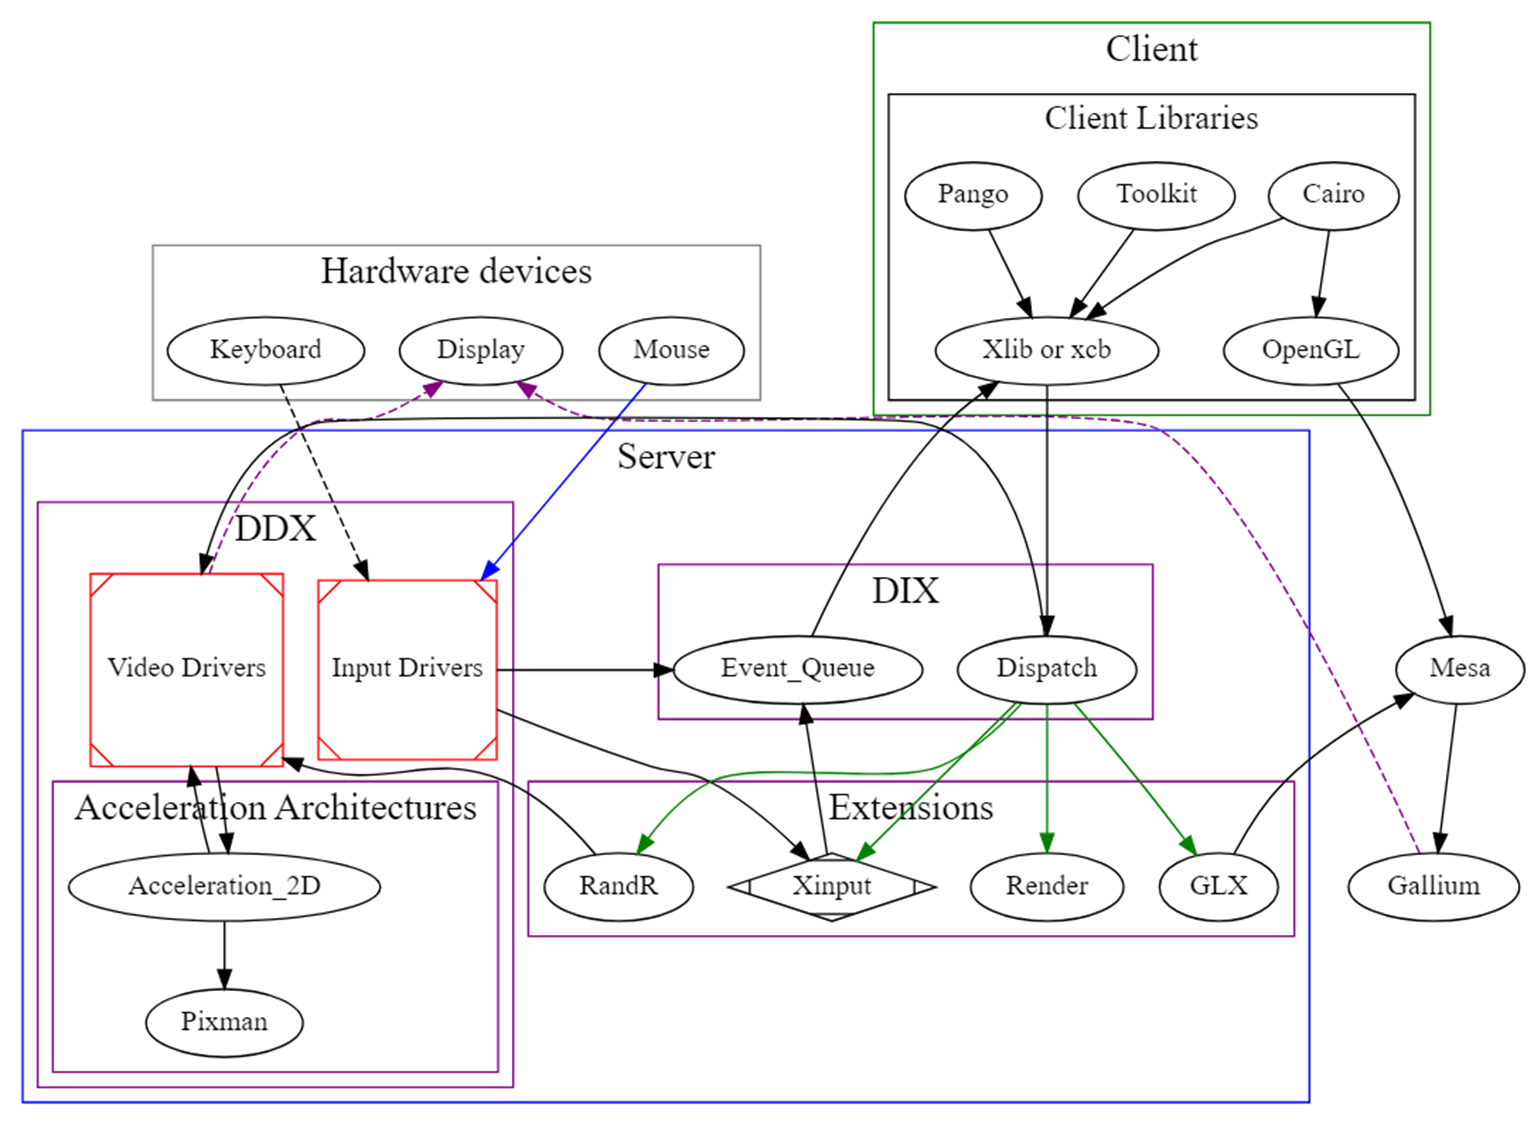 Client
Client Libraries
Pango
Toolkit
Cairo
Hardware devices
Keyboard
Display
Mouse
Xlib or xcb
OpenGL
Server
DDX
DIX
Video Drivers
Input Drivers
Event_Queue
Dispatch
Mesa
Acceleration Architectures
Extensions
Acceleration_2D
RandR
Xinput
Render
GLX
Gallium
Pixman